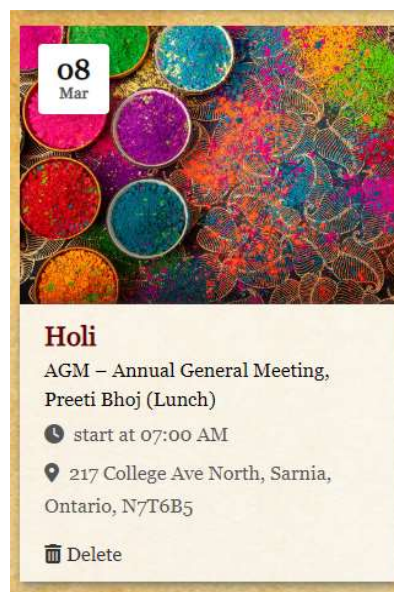 08
Mar
Holi
AGM – Annual General Meeting,
Preeti Bhoj (Lunch)
start at 07:00 AM
217 College Ave North, Sarnia,
Ontario, N7T6B5
Delete